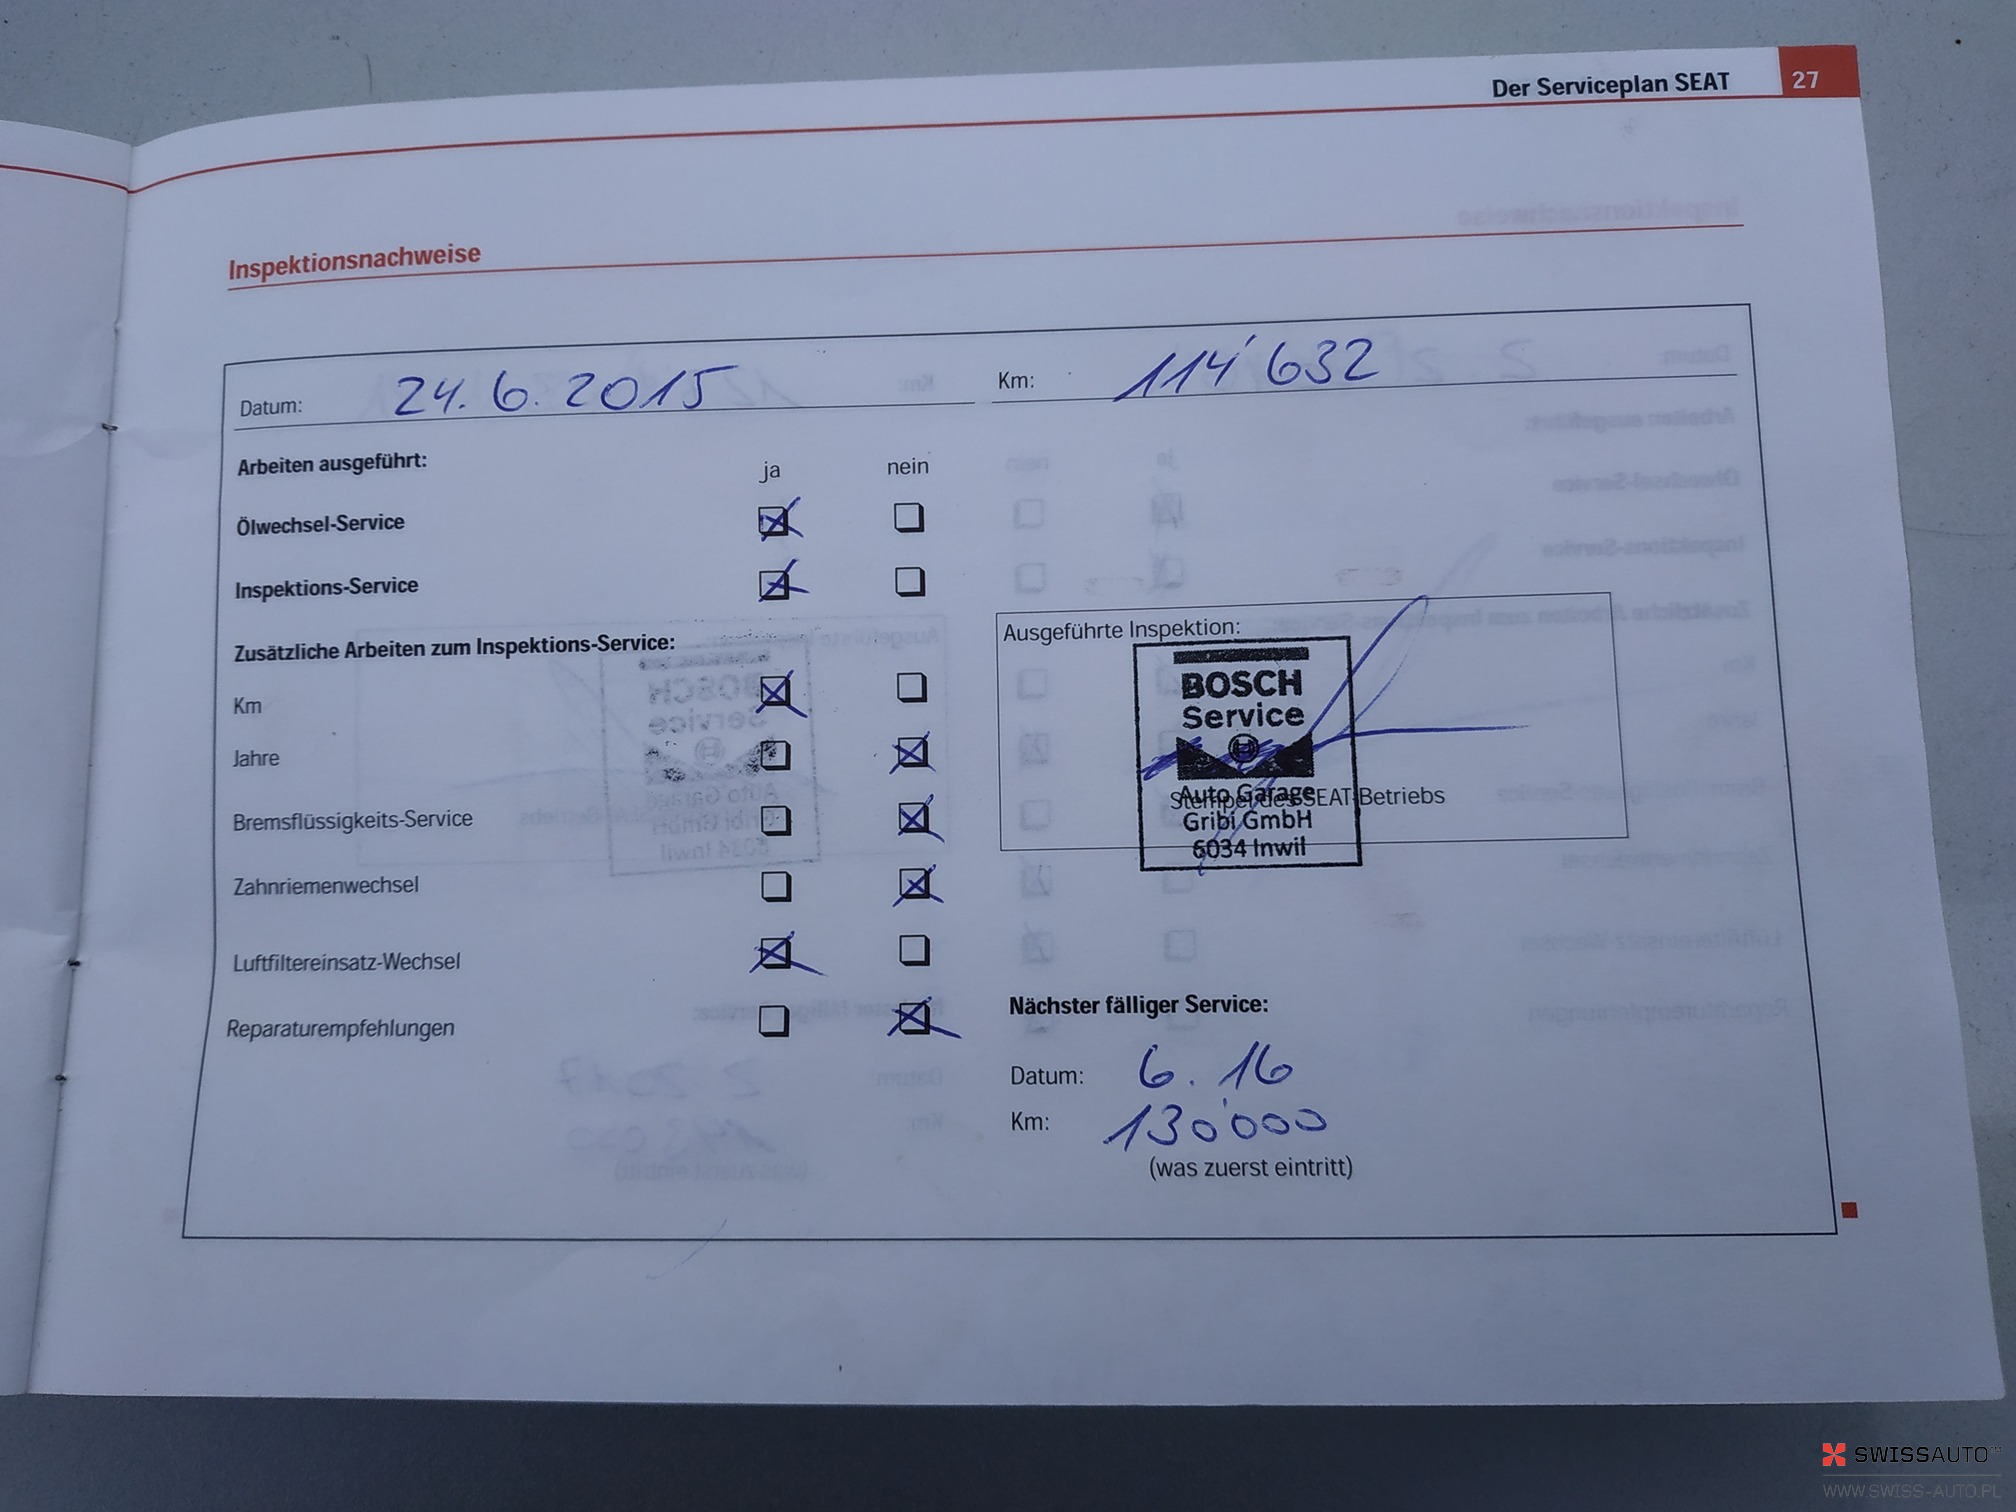 Der Serviceplan SEAT 27
Inspektionsnachweise
Datum: 24.6.2015 Km: 114'632
Arbeiten ausgeführt: ja nein
Ölwechsel-Service
Inspektions-Service
Zusätzliche Arbeiten zum Inspektions-Service:
Km
Jahre
Bremsflüssigkeits-Service
Zahnriemenwechsel
Luftfiltereinsatz-Wechsel
Reparaturempfehlungen
Ausgeführte Inspektion:
BOSCH
Service
Auto Garage
Stempel des SEAT-Betriebs
Gribi GmbH
6034 Inwil
Nächster fälliger Service:
Datum: 6.16
Km: 130'000
(was zuerst eintritt)
SWISSAUTO
WWW.SWISS-AUTO.PL